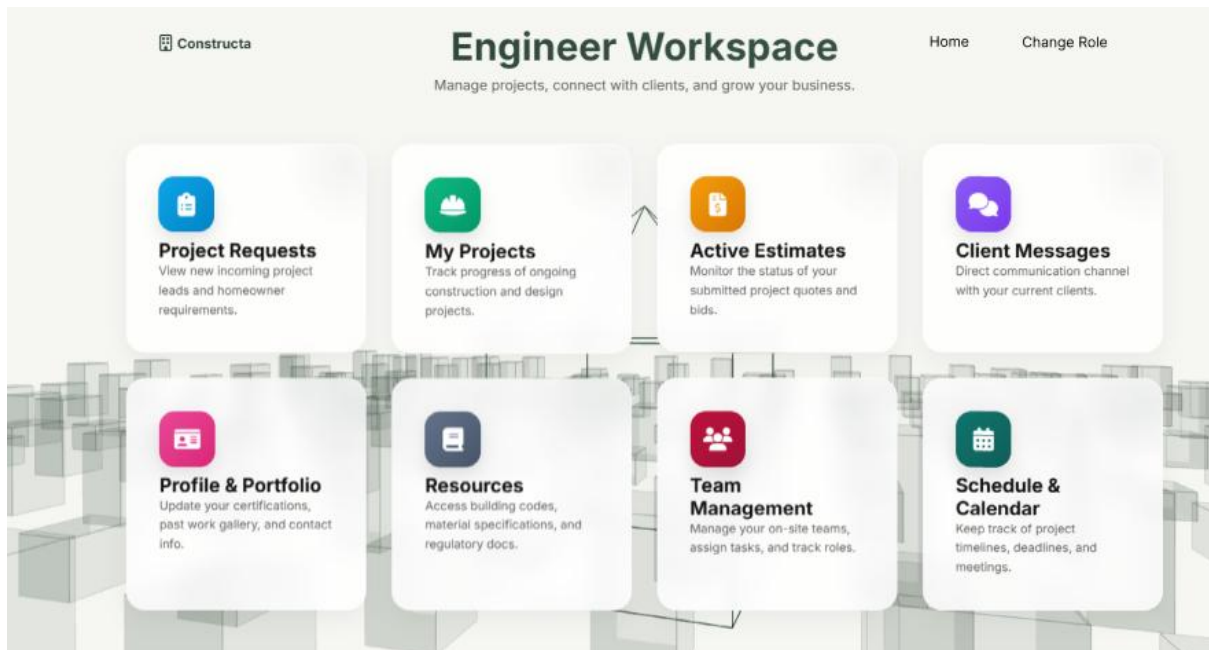 Constructa
Engineer Workspace
Home
Change Role
Manage projects, connect with clients, and grow your business.
Project Requests
View new incoming project
leads and homeowner
requirements.
My Projects
Track progress of ongoing
construction and design
projects.
Active Estimates
Monitor the status of your
submitted project quotes and
bids.
Client Messages
Direct communication channel
with your current clients.
Profile & Portfolio
Update your certifications,
past work gallery, and contact
info.
Resources
Access building codes,
material specifications, and
regulatory docs.
Team
Management
Manage your on-site teams,
assign tasks, and track roles.
Schedule &
Calendar
Keep track of project
timelines, deadlines, and
meetings.